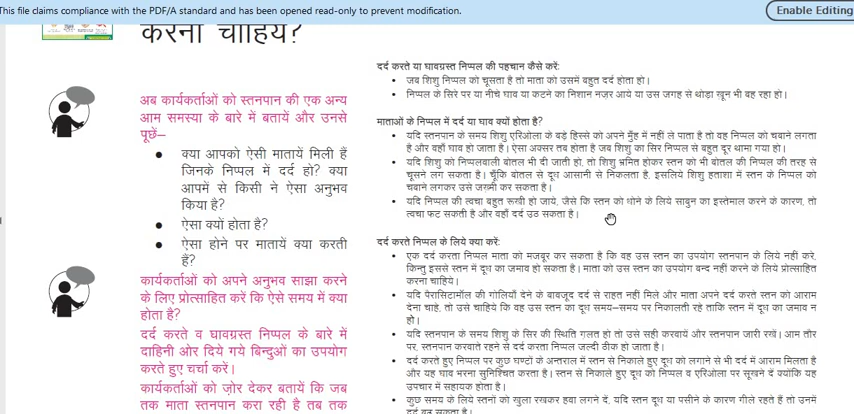 This file claims compliance with the PDF/A standard and has been opened read-only to prevent modification.
Enable Editing
करना चाहिये?
अब कार्यकर्ताओं को स्तनपान की एक अन्य
आम समस्या के बारे में बतायें और उनसे
पूछें–
● क्या आपको ऐसी मातायें मिली हैं
जिनके निप्पल में दर्द हो? क्या
आपमें से किसी ने ऐसा अनुभव
किया है?
● ऐसा क्यों होता है?
● ऐसा होने पर मातायें क्या करती
हैं?
कार्यकर्ताओं को अपने अनुभव साझा करने
के लिए प्रोत्साहित करें कि ऐसे समय में क्या
होता है?
दर्द करते व घावग्रस्त निप्पल के बारे में
दाहिनी ओर दिये गये बिन्दुओं का उपयोग
करते हुए चर्चा करें।
कार्यकर्ताओं को ज़ोर देकर बतायें कि जब
तक माता स्तनपान करा रही है तब तक
दर्द करते या घावग्रस्त निप्पल की पहचान कैसे करें:
• जब शिशु निप्पल को चूसता है तो माता को उसमें बहुत दर्द होता हो।
• निप्पल के सिरे पर या नीचे घाव या कटने का निशान नज़र आये या उस जगह से थोड़ा खून भी बह रहा हो।
माताओं के निप्पल में दर्द या घाव क्यों होता है?
• यदि स्तनपान के समय शिशु एरिओला के बड़े हिस्से को अपने मुँह में नहीं ले पाता है तो वह निप्पल को चबाने लगता
है और वहाँ घाव हो जाता है। ऐसा अक्सर तब होता है जब शिशु का सिर निप्पल से बहुत दूर थामा गया हो।
• यदि शिशु को निप्पलवाली बोतल भी दी जाती हो, तो शिशु भ्रमित होकर स्तन को भी बोतल की निप्पल की तरह से
चूसने लग सकता है। चूँकि बोतल से दूध आसानी से निकलता है, इसलिये शिशु हताशा में स्तन के निप्पल को
चबाने लगकर उसे जख़्मी कर सकता है।
• यदि निप्पल की त्वचा बहुत रूखी हो जाये, जैसे कि स्तन को धोने के लिये साबुन का इस्तेमाल करने के कारण, तो
त्वचा फट सकती है और वहाँ दर्द उठ सकता है।
दर्द करते निप्पल के लिये क्या करें:
• एक दर्द करता निप्पल माता को मजबूर कर सकता है कि वह उस स्तन का उपयोग स्तनपान के लिये नहीं करे,
किन्तु इससे स्तन में दूध का जमाव हो सकता है। माता को उस स्तन का उपयोग बन्द नहीं करने के लिये प्रोत्साहित
करना चाहिये।
• यदि पैरासिटामॉल की गोलियाँ देने के बावजूद दर्द से राहत नहीं मिले और माता अपने दर्द करते स्तन को आराम
देना चाहे, तो उसे चाहिये कि वह उस स्तन का दूध समय–समय पर निकालती रहे ताकि स्तन में दूध का जमाव न
हो।
• यदि स्तनपान के समय शिशु के सिर की स्थिति गलत हो तो उसे सही करवायें और स्तनपान जारी रखें। आम तौर
पर, स्तनपान करवाते रहने से दर्द करता निप्पल जल्दी ठीक हो जाता है।
• दर्द करते हुए निप्पल पर कुछ घण्टों के अन्तराल में स्तन से निकाले हुए दूध को लगाने से भी दर्द में आराम मिलता है
और यह घाव भरना सुनिश्चित करता है। स्तन से निकाले हुए दूध को निप्पल व एरिओला पर सूखने दें क्योंकि यह
उपचार में सहायक होता है।
• कुछ समय के लिये स्तनों को खुला रखकर हवा लगने दें, यदि स्तन दूध या पसीने के कारण गीले रहते हैं तो उनमें
दर्द बढ़ सकता है।